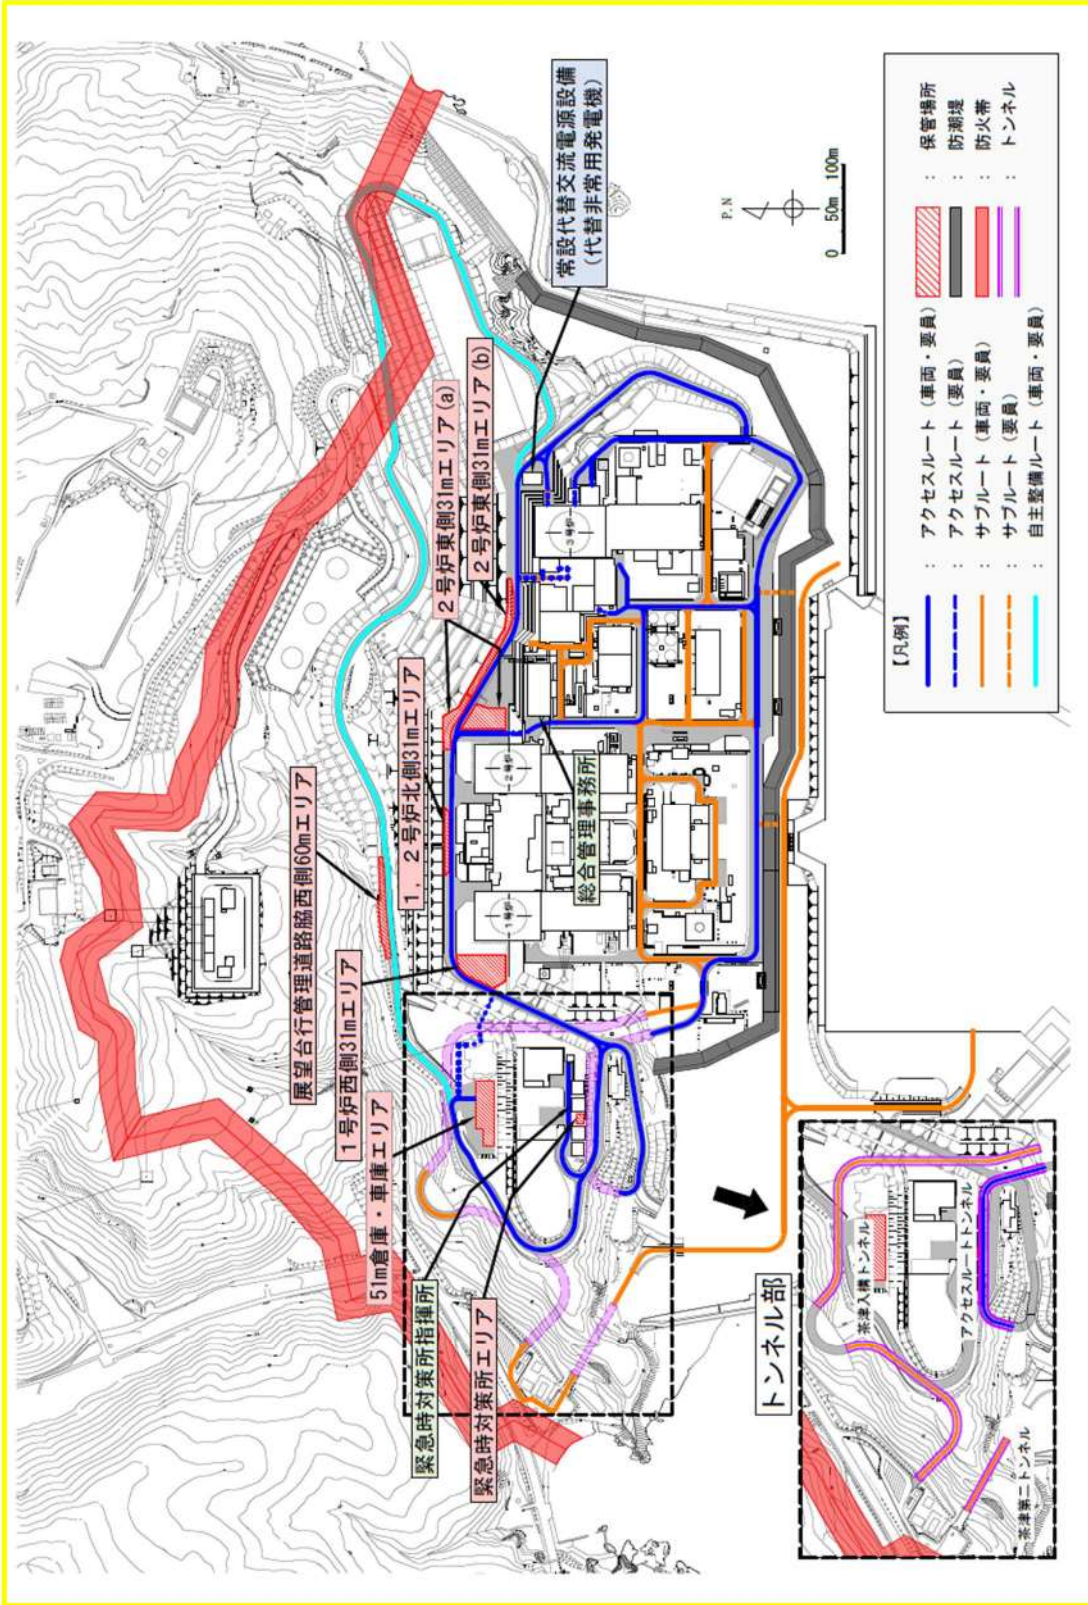 展望台行管理道路脇西側60mエリア
1号炉西側31mエリア
51m倉庫・車庫エリア
緊急時対策所指揮所
緊急時対策所エリア
1,2号炉北側31mエリア
2号炉東側31mエリア(a)
2号炉東側31mエリア(b)
常設代替交流電源設備
(代替非常用発電機)
総合管理事務所
1号炉
2号炉
3号炉
P.N
0 50m 100m
【凡例】
: アクセスルート(車両・要員)
: アクセスルート(要員)
: サブルート(車両・要員)
: サブルート(要員)
: 自主整備ルート(車両・要員)
: 保管場所
: 防潮堤
: 防火帯
: トンネル
トンネル部
茶津入構トンネル
アクセスルートトンネル
茶津第二トンネル